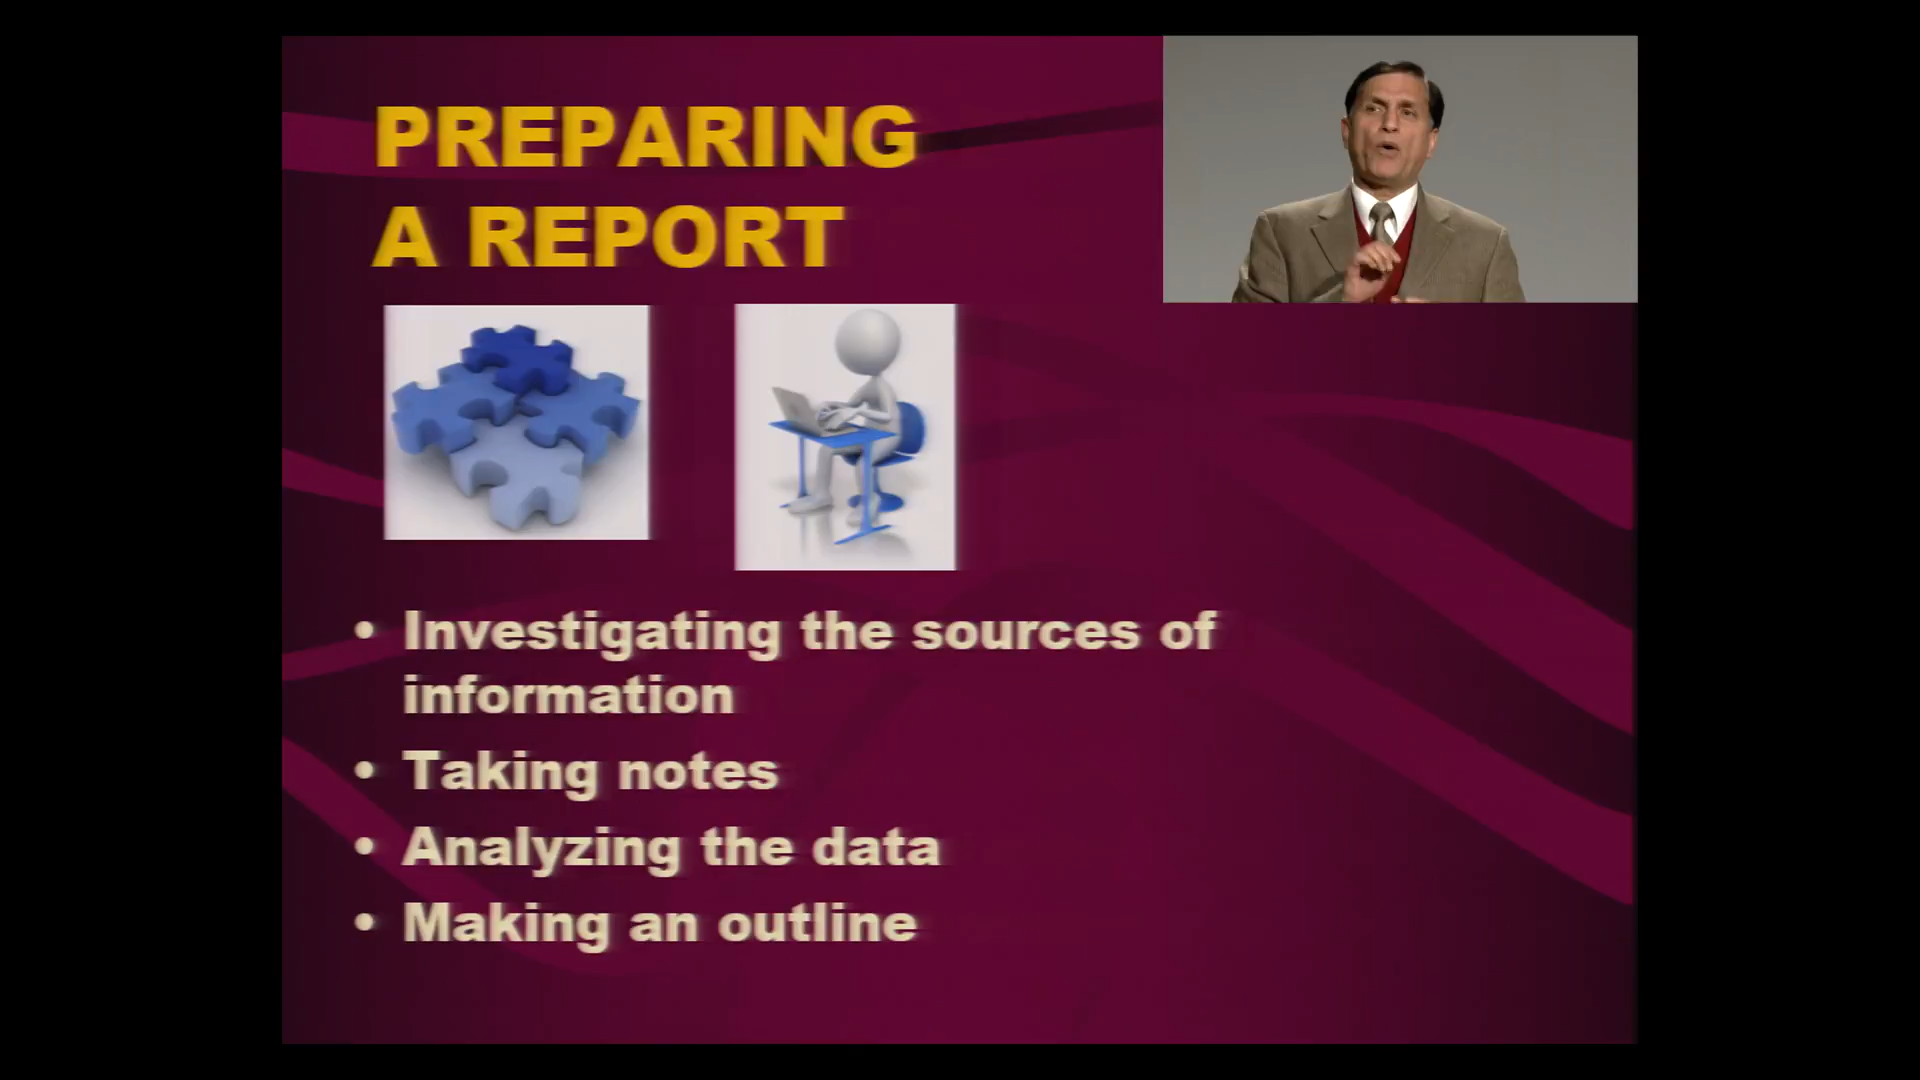 PREPARING
A REPORT
• Investigating the sources of
information
• Taking notes
• Analyzing the data
• Making an outline